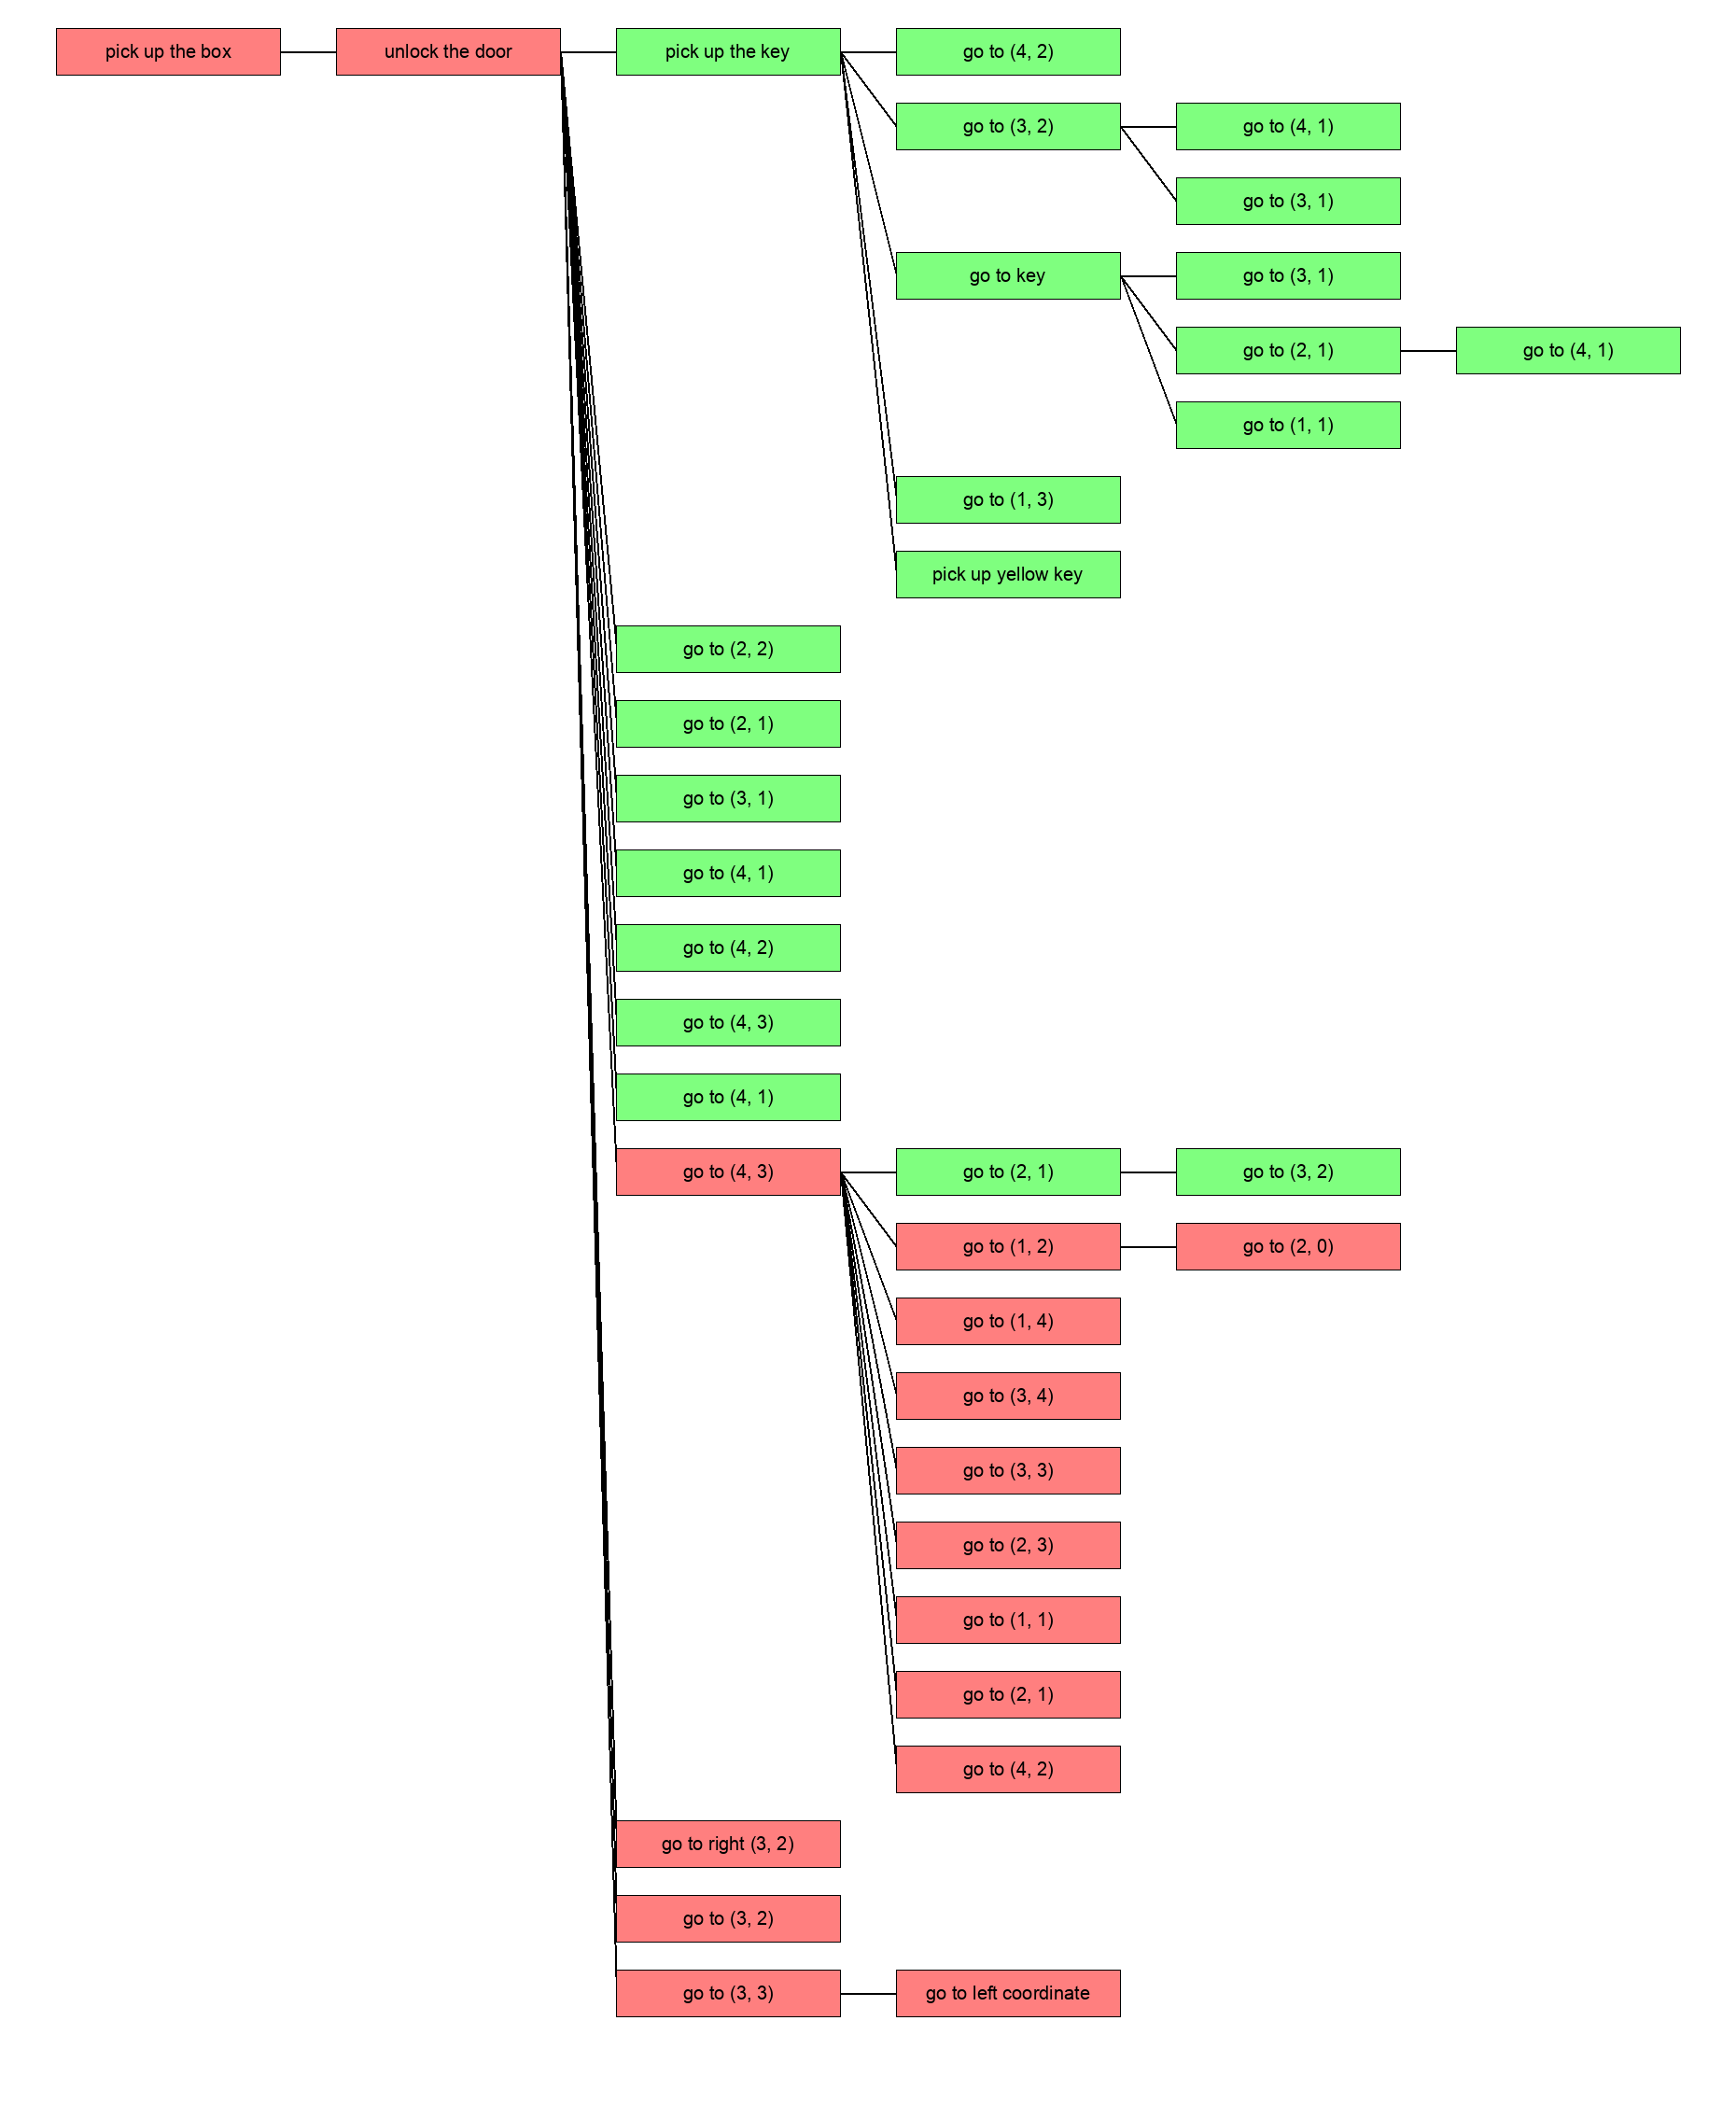 pick up the box
unlock the door
pick up the key
go to (4, 2)
go to (3, 2)
go to (4, 1)
go to (3, 1)
go to key
go to (3, 1)
go to (2, 1)
go to (4, 1)
go to (1, 1)
go to (1, 3)
pick up yellow key
go to (2, 2)
go to (2, 1)
go to (3, 1)
go to (4, 1)
go to (4, 2)
go to (4, 3)
go to (4, 1)
go to (4, 3)
go to (2, 1)
go to (3, 2)
go to (1, 2)
go to (2, 0)
go to (1, 4)
go to (3, 4)
go to (3, 3)
go to (2, 3)
go to (1, 1)
go to (2, 1)
go to (4, 2)
go to right (3, 2)
go to (3, 2)
go to (3, 3)
go to left coordinate